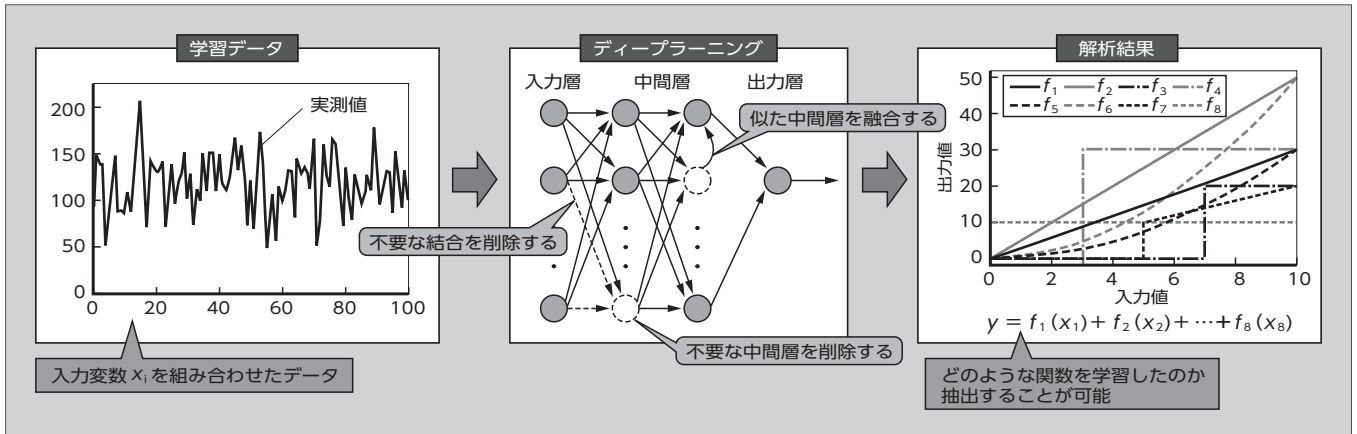 学習データ
200
150
100
50
0
0
20
40
60
80
100
実測値
入力変数 xiを組み合わせたデータ
ディープラーニング
入力層
中間層
出力層
似た中間層を融合する
不要な結合を削除する
不要な中間層を削除する
解析結果
50
40
30
20
10
0
出力値
f1 f2 f3 f4
f5 f6 f7 f8
0 2 4 6 8 10
入力値
y = f1 (x1) + f2 (x2) + ⋯ + f8 (x8)
どのような関数を学習したのか
抽出することが可能